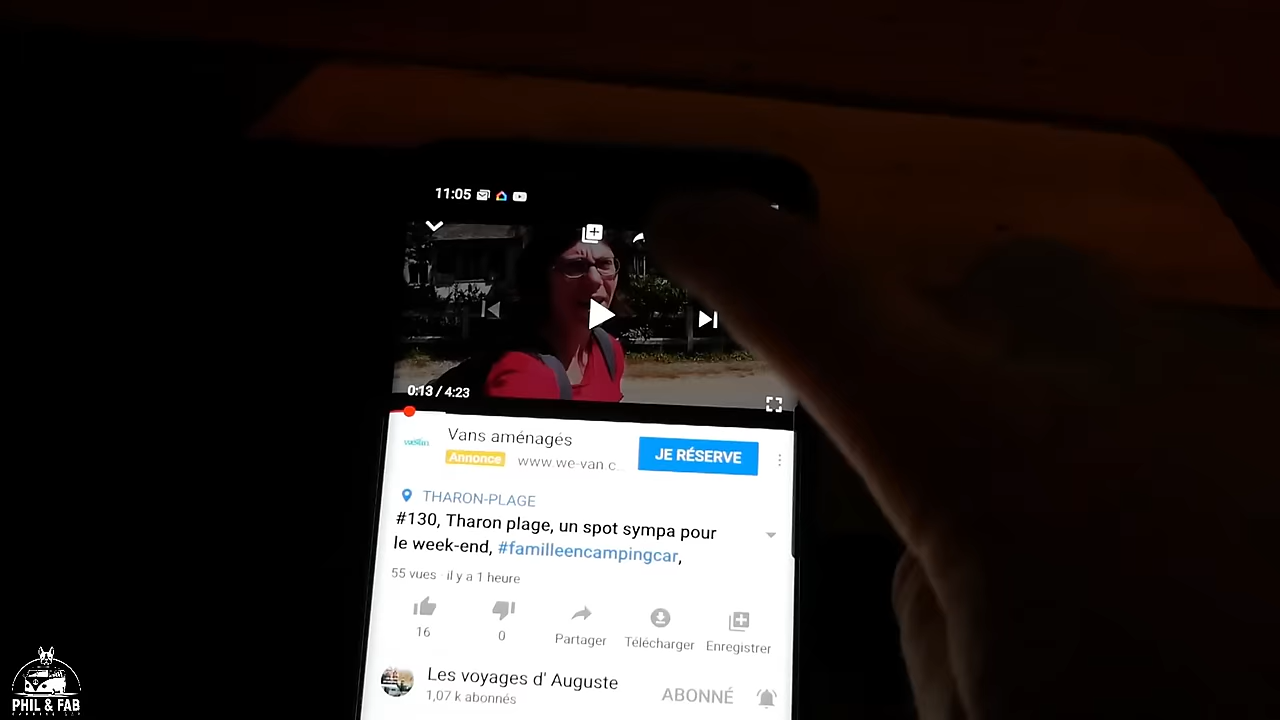 11:05
0:13 / 4:23
Vans aménagés
JE RÉSERVE
Annonce www.we-van c...
THARON-PLAGE
#130, Tharon plage, un spot sympa pour
le week-end, #familleencampingcar,
55 vues · il y a 1 heure
16
0
Partager
Télécharger
Enregistrer
Les voyages d' Auguste
1,07 k abonnés
ABONNÉ
PHIL & FAB